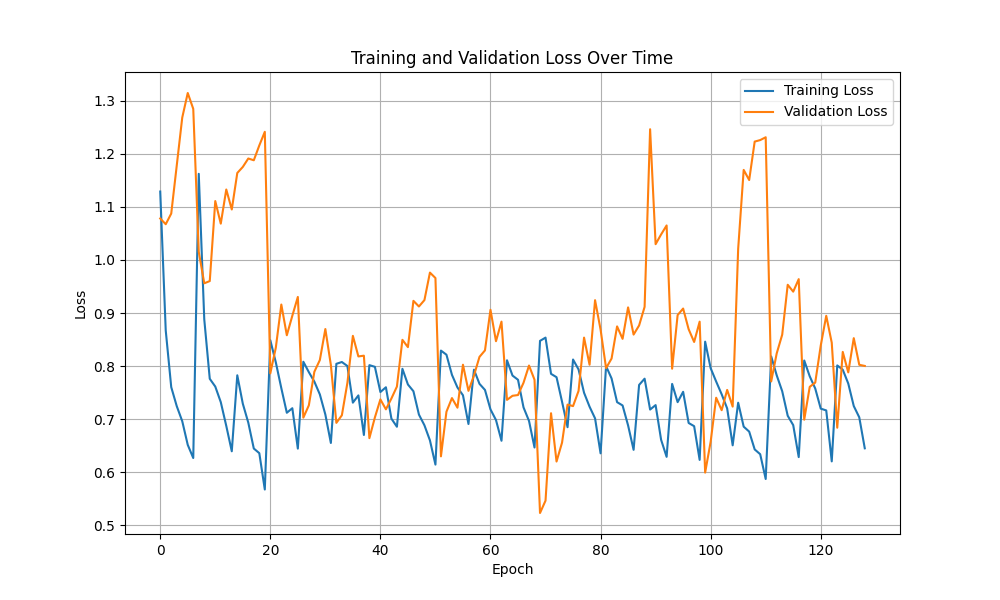 Training and Validation Loss Over Time
Training Loss
Validation Loss
1.3
1.2
1.1
1.0
0.9
0.8
0.7
0.6
0.5
Loss
0 20 40 60 80 100 120
Epoch